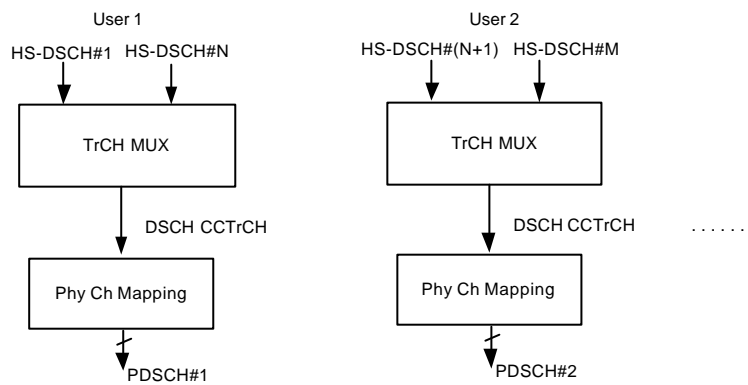 User 1
HS-DSCH#1 HS-DSCH#N
TrCH MUX
DSCH CCTrCH
Phy Ch Mapping
PDSCH#1
User 2
HS-DSCH#(N+1) HS-DSCH#M
TrCH MUX
DSCH CCTrCH
Phy Ch Mapping
PDSCH#2
......